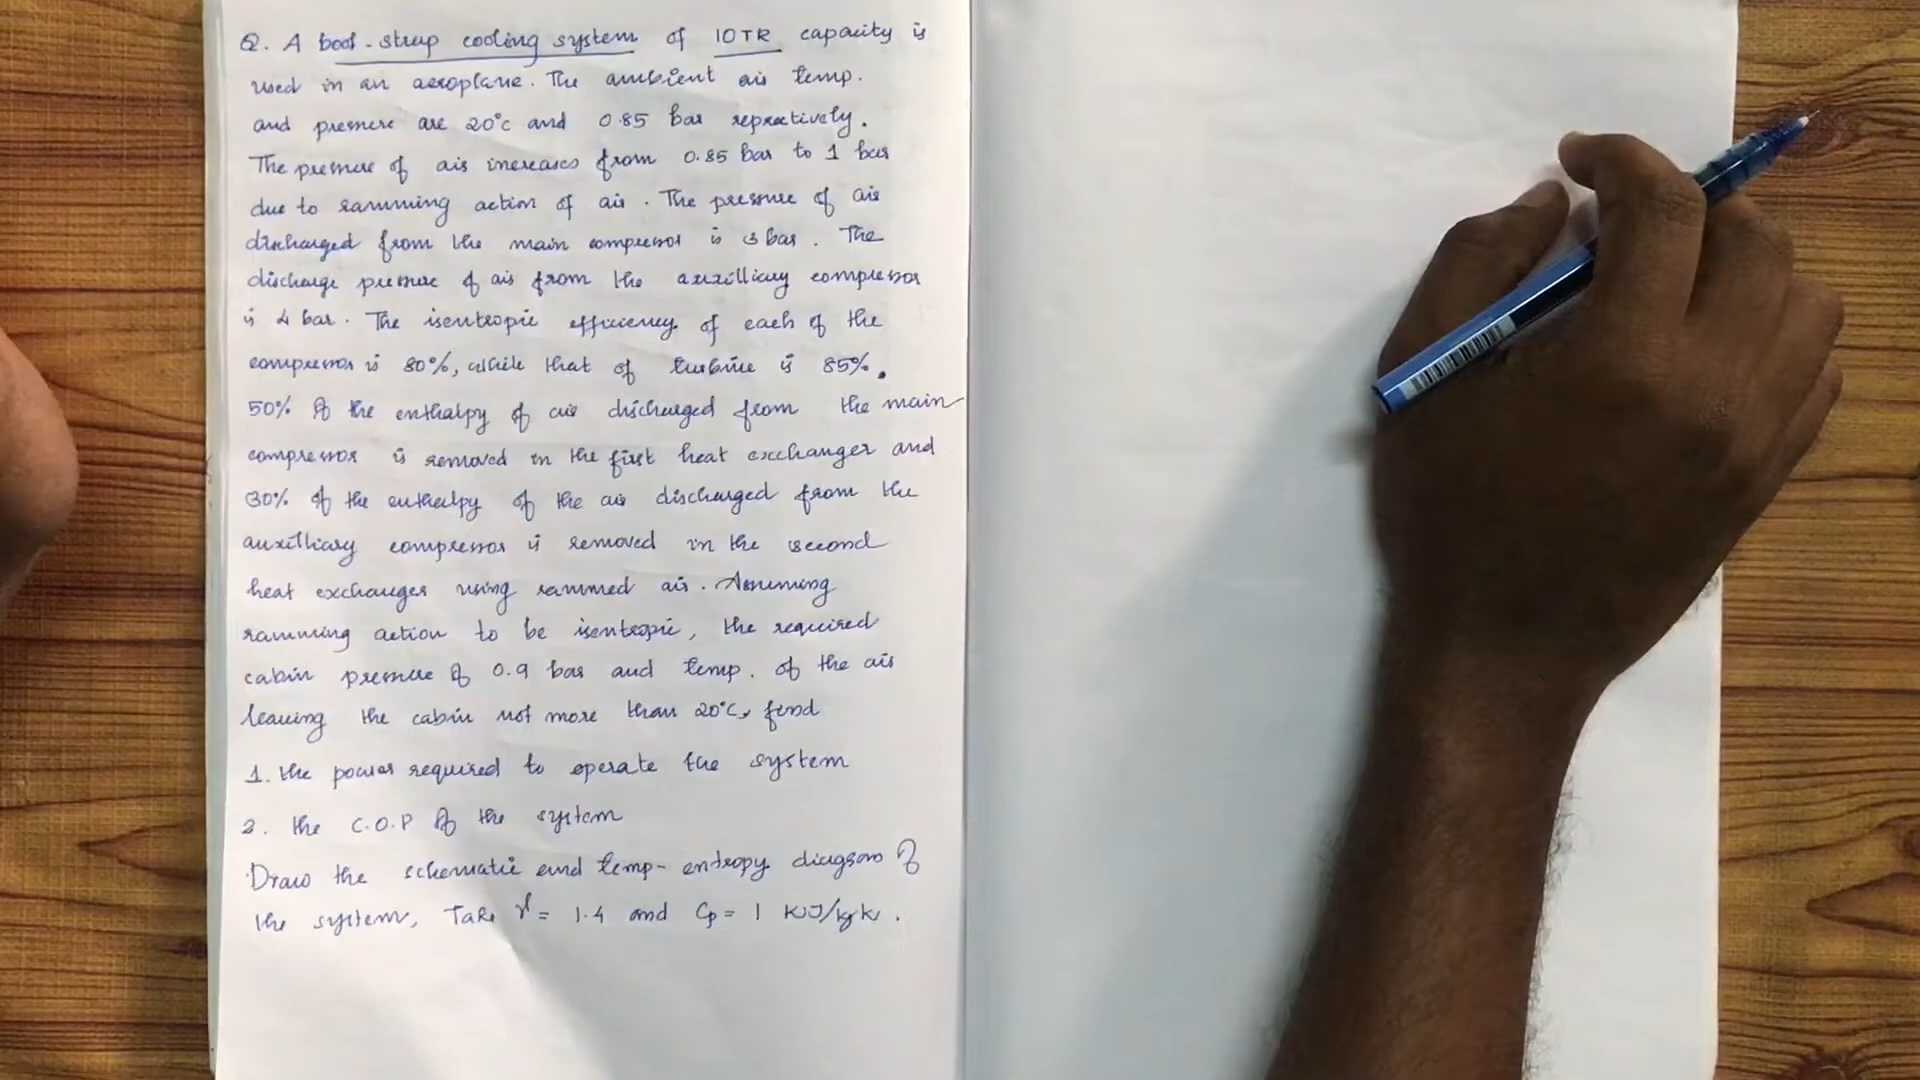 Q. A boot-strap cooling system of 10TR capacity is
used in an aeroplane. The ambient air temp.
and pressure are 20°c and 0.85 bar repectively.
The pressure of air increases from 0.85 bar to 1 bar
due to ramming action of air. The pressure of air
discharged from the main compressor is 3 bar. The
discharge pressure of air from the auxilliary compressor
is 4 bar. The isentropic efficiency of each of the
compressor is 80%, while that of turbine is 85%.
50% of the enthalpy of air discharged from the main
compressor is removed in the first heat exchanger and
30% of the enthalpy of the air discharged from the
auxilliary compressor is removed in the second
heat exchanger using rammed air. Assuming
ramming action to be isentropic, the required
cabin pressure of 0.9 bar and temp. of the air
leaving the cabin not more than 20°C, find
1. the power required to operate the system
2. the C.O.P of the system
Draw the schematic and temp-entropy diagram of
the system, Take γ = 1.4 and Cp = 1 KJ/kgk.